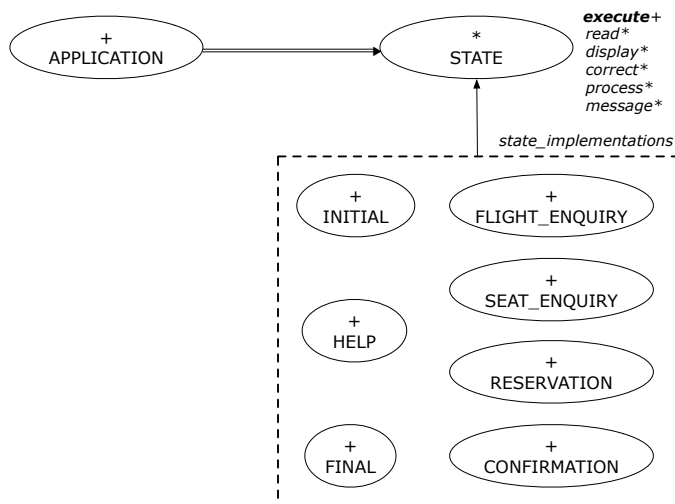 +
APPLICATION
*
STATE
execute+
read*
display*
correct*
process*
message*
state_implementations
+
INITIAL
+
FLIGHT_ENQUIRY
+
SEAT_ENQUIRY
+
HELP
+
RESERVATION
+
FINAL
+
CONFIRMATION